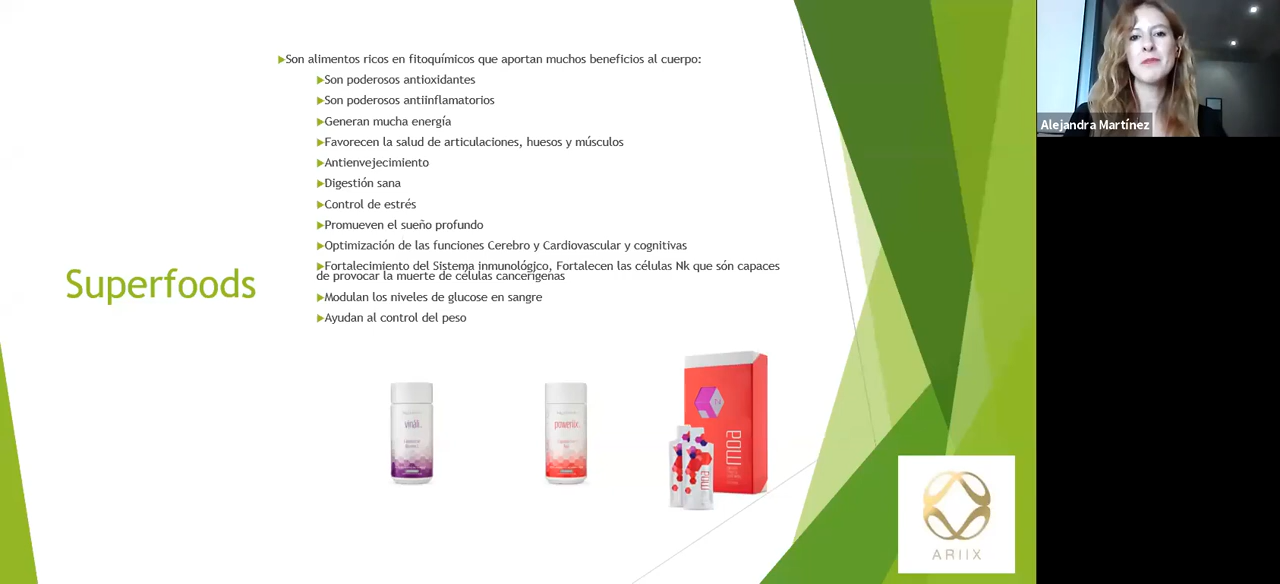 Son alimentos ricos en fitoquímicos que aportan muchos beneficios al cuerpo:
Son poderosos antioxidantes
Son poderosos antiinflamatorios
Generan mucha energía
Favorecen la salud de articulaciones, huesos y músculos
Antienvejecimiento
Digestión sana
Control de estrés
Promueven el sueño profundo
Optimización de las funciones Cerebro y Cardiovascular y cognitivas
Fortalecimiento del Sistema inmunológico, Fortalecen las células Nk que són capaces
de provocar la muerte de células cancerígenas
Modulan los niveles de glucose en sangre
Ayudan al control del peso
Superfoods
vináli
poweriix
moa
moa
ARIIX
Alejandra Martínez